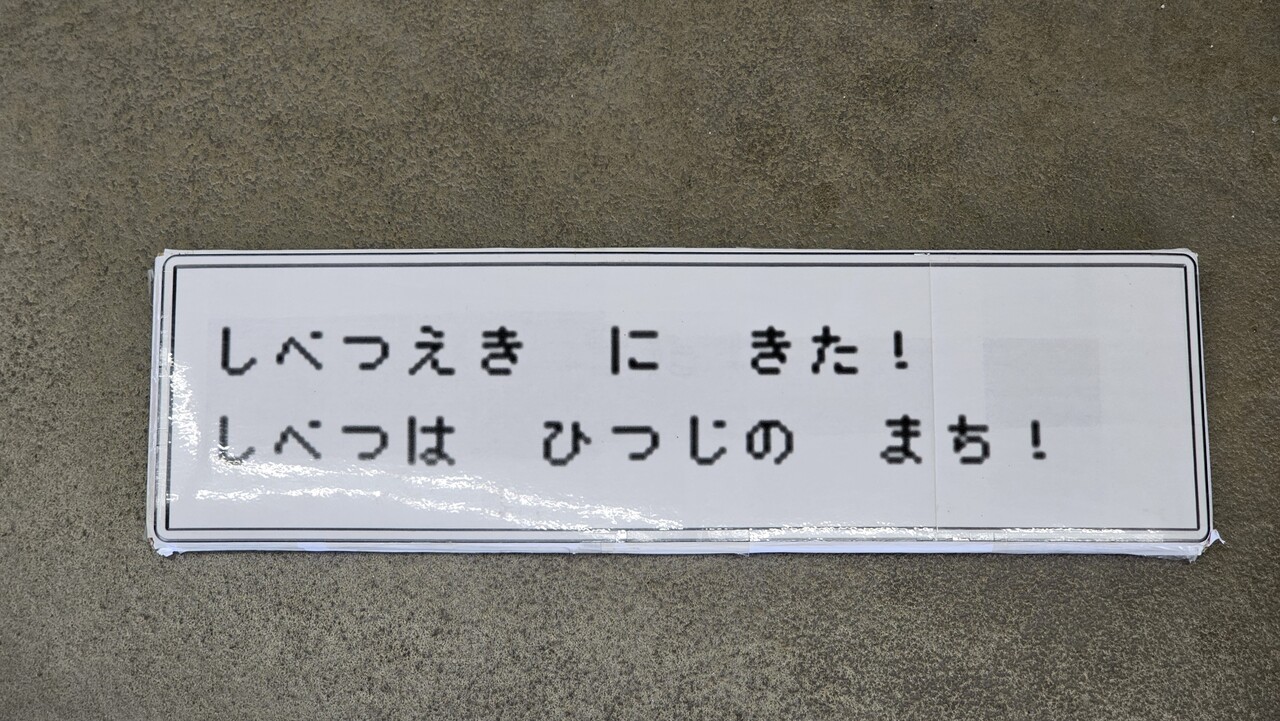 しべつえき　に　きた！
しべつは　ひつじの　まち！